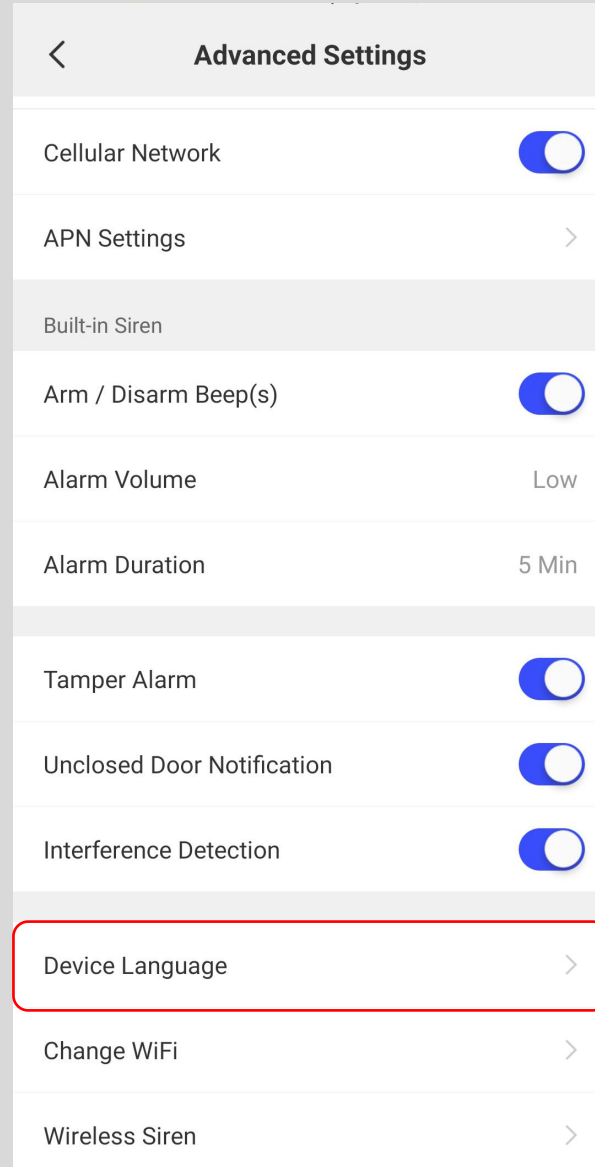 Advanced Settings
Cellular Network
APN Settings
Built-in Siren
Arm / Disarm Beep(s)
Alarm Volume Low
Alarm Duration 5 Min
Tamper Alarm
Unclosed Door Notification
Interference Detection
Device Language
Change WiFi
Wireless Siren